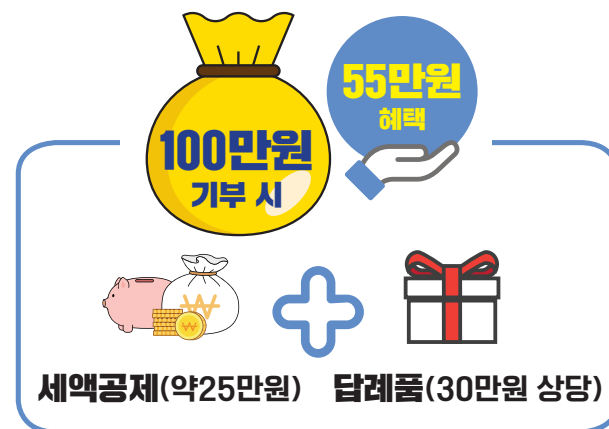 100만원
기부 시
55만원
혜택
₩
₩
세액공제(약25만원)
답례품(30만원 상당)